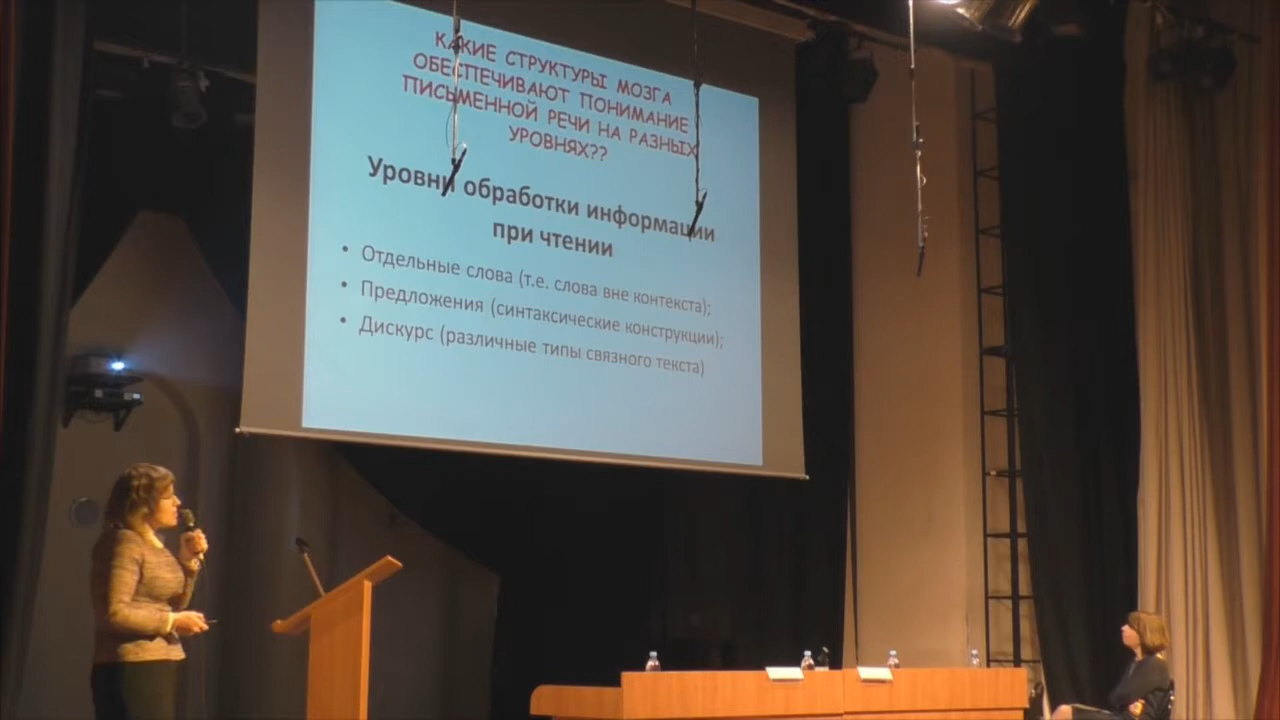 КАКИЕ СТРУКТУРЫ МОЗГА
ОБЕСПЕЧИВАЮТ ПОНИМАНИЕ
ПИСЬМЕННОЙ РЕЧИ НА РАЗНЫХ
УРОВНЯХ??
Уровни обработки информации
при чтении
• Отдельные слова (т.е. слова вне контекста);
• Предложения (синтаксические конструкции);
• Дискурс (различные типы связного текста)